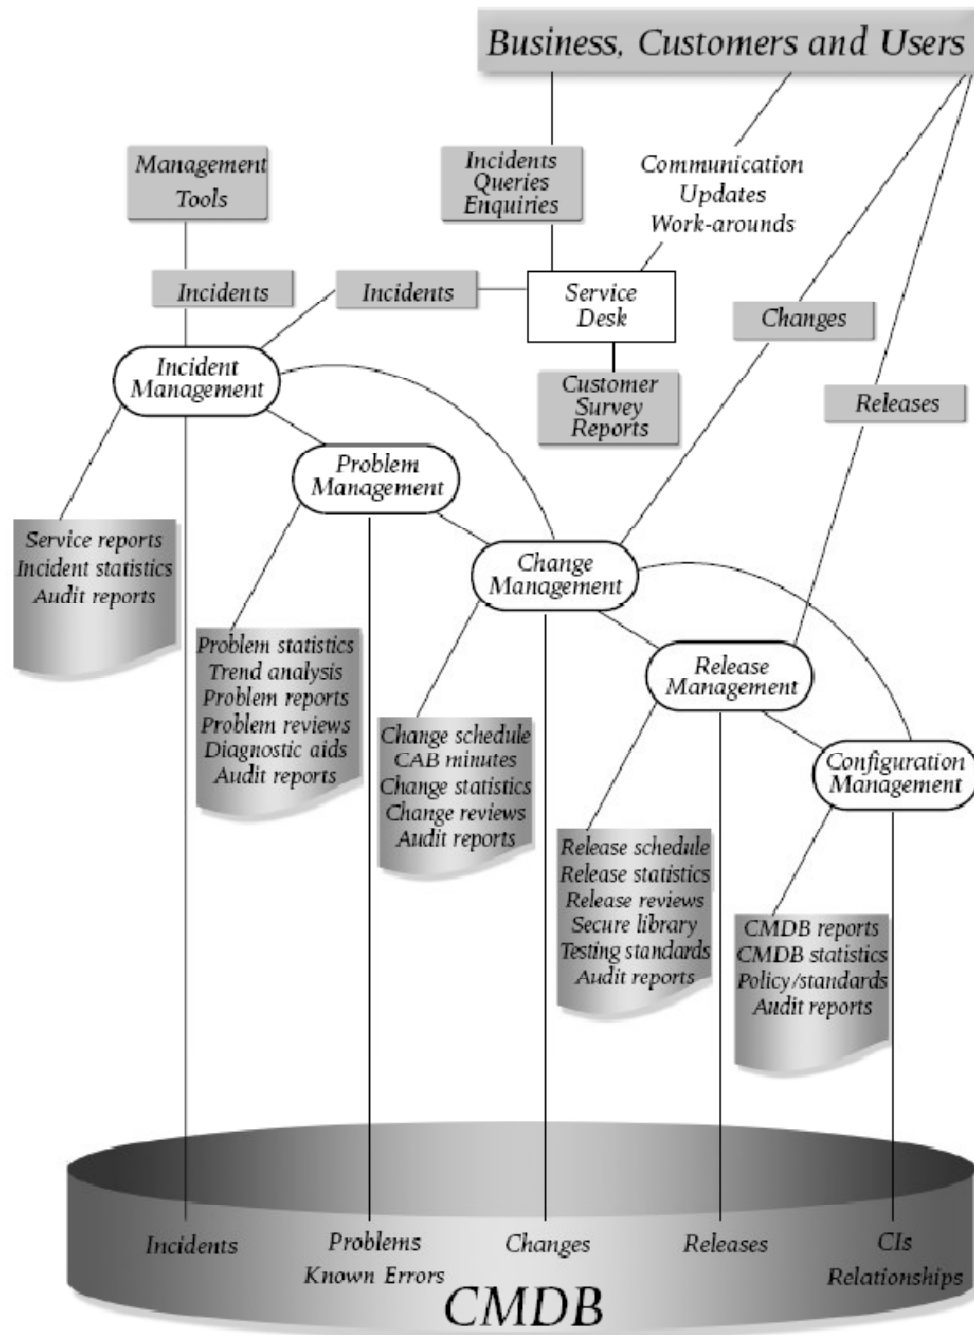 Business, Customers and Users
Management
Tools
Incidents
Queries
Enquiries
Communication
Updates
Work-arounds
Incidents
Incidents
Service
Desk
Changes
Incident
Management
Customer
Survey
Reports
Releases
Problem
Management
Service reports
Incident statistics
Audit reports
Change
Management
Problem statistics
Trend analysis
Problem reports
Problem reviews
Diagnostic aids
Audit reports
Release
Management
Change schedule
CAB minutes
Change statistics
Change reviews
Audit reports
Configuration
Management
Release schedule
Release statistics
Release reviews
Secure library
Testing standards
Audit reports
CMDB reports
CMDB statistics
Policy/standards
Audit reports
Incidents
Problems
Known Errors
Changes
Releases
CIs
Relationships
CMDB